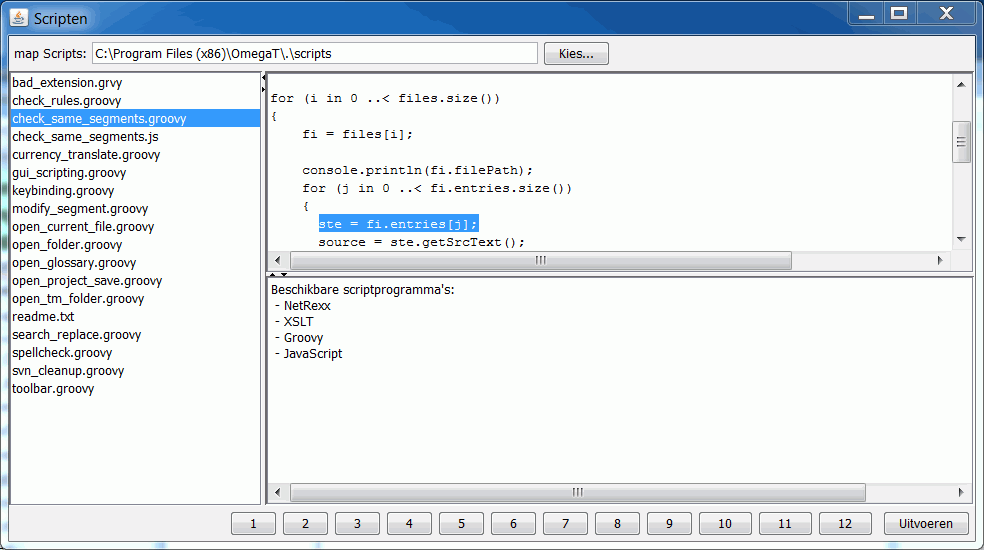 Scripten
map Scripts: C:\Program Files (x86)\OmegaT\.\scripts Kies...
bad_extension.grvy
check_rules.groovy
check_same_segments.groovy
check_same_segments.js
currency_translate.groovy
gui_scripting.groovy
keybinding.groovy
modify_segment.groovy
open_current_file.groovy
open_folder.groovy
open_glossary.groovy
open_project_save.groovy
open_tm_folder.groovy
readme.txt
search_replace.groovy
spellcheck.groovy
svn_cleanup.groovy
toolbar.groovy
for (i in 0 ..< files.size())
{
fi = files[i];
console.println(fi.filePath);
for (j in 0 ..< fi.entries.size())
{
ste = fi.entries[j];
source = ste.getSrcText();
Beschikbare scriptprogramma's:
- NetRexx
- XSLT
- Groovy
- JavaScript
1 2 3 4 5 6 7 8 9 10 11 12 Uitvoeren